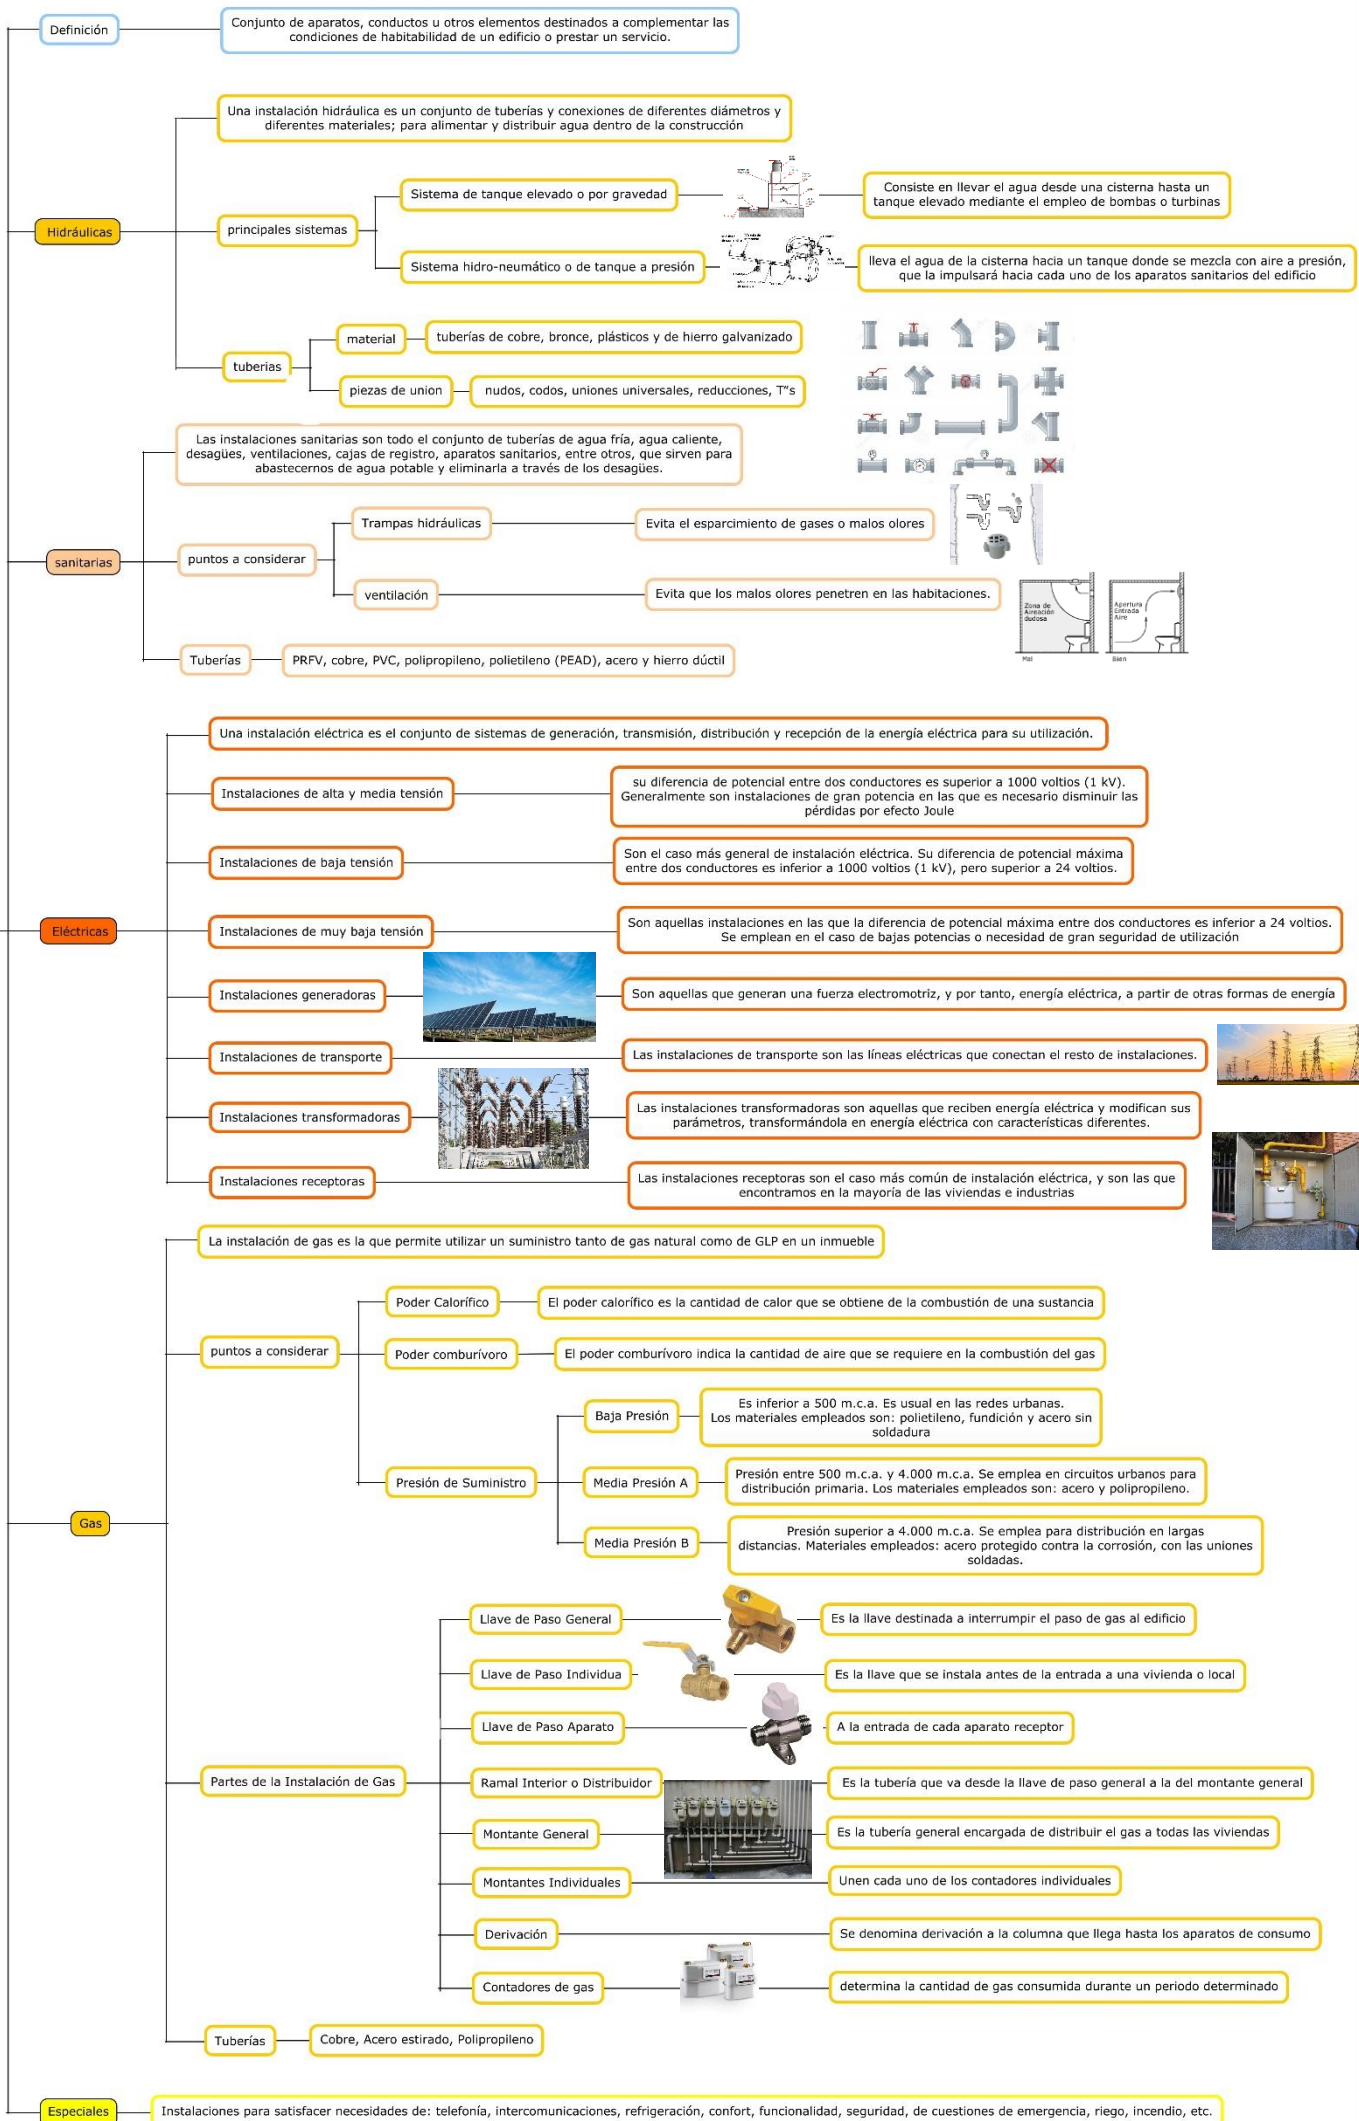 Definición
Conjunto de aparatos, conductos u otros elementos destinados a complementar las
condiciones de habitabilidad de un edificio o prestar un servicio.
Hidráulicas
Una instalación hidráulica es un conjunto de tuberías y conexiones de diferentes diámetros y
diferentes materiales; para alimentar y distribuir agua dentro de la construcción
principales sistemas
Sistema de tanque elevado o por gravedad
Consiste en llevar el agua desde una cisterna hasta un
tanque elevado mediante el empleo de bombas o turbinas
Sistema hidro-neumático o de tanque a presión
lleva el agua de la cisterna hacia un tanque donde se mezcla con aire a presión,
que la impulsará hacia cada uno de los aparatos sanitarios del edificio
tuberias
material
tuberías de cobre, bronce, plásticos y de hierro galvanizado
piezas de union
nudos, codos, uniones universales, reducciones, T"s
sanitarias
Las instalaciones sanitarias son todo el conjunto de tuberías de agua fría, agua caliente,
desagües, ventilaciones, cajas de registro, aparatos sanitarios, entre otros, que sirven para
abastecernos de agua potable y eliminarla a través de los desagües.
puntos a considerar
Trampas hidráulicas
Evita el esparcimiento de gases o malos olores
ventilación
Evita que los malos olores penetren en las habitaciones.
Zona de
Aireación
dudosa
Mal
Apertura
Entrada
Aire
Bien
Tuberías
PRFV, cobre, PVC, polipropileno, polietileno (PEAD), acero y hierro dúctil
Eléctricas
Una instalación eléctrica es el conjunto de sistemas de generación, transmisión, distribución y recepción de la energía eléctrica para su utilización.
Instalaciones de alta y media tensión
su diferencia de potencial entre dos conductores es superior a 1000 voltios (1 kV).
Generalmente son instalaciones de gran potencia en las que es necesario disminuir las
pérdidas por efecto Joule
Instalaciones de baja tensión
Son el caso más general de instalación eléctrica. Su diferencia de potencial máxima
entre dos conductores es inferior a 1000 voltios (1 kV), pero superior a 24 voltios.
Instalaciones de muy baja tensión
Son aquellas instalaciones en las que la diferencia de potencial máxima entre dos conductores es inferior a 24 voltios.
Se emplean en el caso de bajas potencias o necesidad de gran seguridad de utilización
Instalaciones generadoras
Son aquellas que generan una fuerza electromotriz, y por tanto, energía eléctrica, a partir de otras formas de energía
Instalaciones de transporte
Las instalaciones de transporte son las líneas eléctricas que conectan el resto de instalaciones.
Instalaciones transformadoras
Las instalaciones transformadoras son aquellas que reciben energía eléctrica y modifican sus
parámetros, transformándola en energía eléctrica con características diferentes.
Instalaciones receptoras
Las instalaciones receptoras son el caso más común de instalación eléctrica, y son las que
encontramos en la mayoría de las viviendas e industrias
Gas
La instalación de gas es la que permite utilizar un suministro tanto de gas natural como de GLP en un inmueble
puntos a considerar
Poder Calorífico
El poder calorífico es la cantidad de calor que se obtiene de la combustión de una sustancia
Poder comburívoro
El poder comburívoro indica la cantidad de aire que se requiere en la combustión del gas
Presión de Suministro
Baja Presión
Es inferior a 500 m.c.a. Es usual en las redes urbanas.
Los materiales empleados son: polietileno, fundición y acero sin
soldadura
Media Presión A
Presión entre 500 m.c.a. y 4.000 m.c.a. Se emplea en circuitos urbanos para
distribución primaria. Los materiales empleados son: acero y polipropileno.
Media Presión B
Presión superior a 4.000 m.c.a. Se emplea para distribución en largas
distancias. Materiales empleados: acero protegido contra la corrosión, con las uniones
soldadas.
Partes de la Instalación de Gas
Llave de Paso General
Es la llave destinada a interrumpir el paso de gas al edificio
Llave de Paso Individua
Es la llave que se instala antes de la entrada a una vivienda o local
Llave de Paso Aparato
A la entrada de cada aparato receptor
Ramal Interior o Distribuidor
Es la tubería que va desde la llave de paso general a la del montante general
Montante General
Es la tubería general encargada de distribuir el gas a todas las viviendas
Montantes Individuales
Unen cada uno de los contadores individuales
Derivación
Se denomina derivación a la columna que llega hasta los aparatos de consumo
Contadores de gas
determina la cantidad de gas consumida durante un periodo determinado
Tuberías
Cobre, Acero estirado, Polipropileno
Especiales
Instalaciones para satisfacer necesidades de: telefonía, intercomunicaciones, refrigeración, confort, funcionalidad, seguridad, de cuestiones de emergencia, riego, incendio, etc.